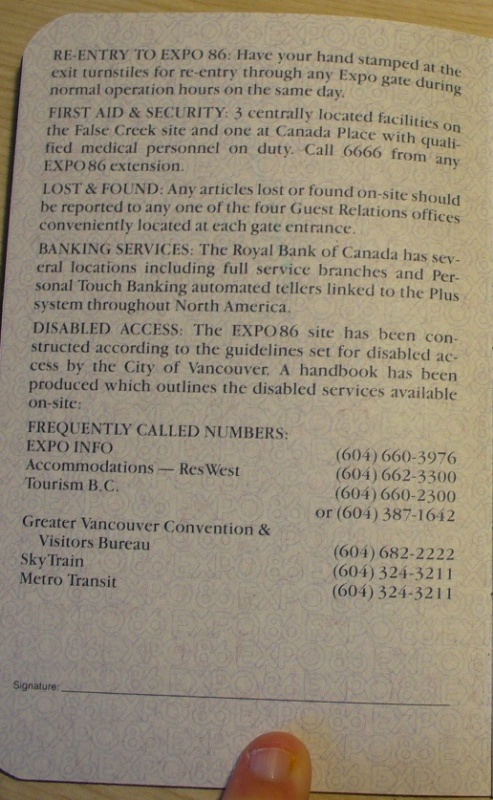 RE-ENTRY TO EXPO 86: Have your hand stamped at the
exit turnstiles for re-entry through any Expo gate during
normal operation hours on the same day.
FIRST AID & SECURITY: 3 centrally located facilities on
the False Creek site and one at Canada Place with quali-
fied medical personnel on duty. Call 6666 from any
EXPO86 extension.
LOST & FOUND: Any articles lost or found on-site should
be reported to any one of the four Guest Relations offices
conveniently located at each gate entrance.
BANKING SERVICES: The Royal Bank of Canada has sev-
eral locations including full service branches and Per-
sonal Touch Banking automated tellers linked to the Plus
system throughout North America.
DISABLED ACCESS: The EXPO86 site has been con-
structed according to the guidelines set for disabled ac-
cess by the City of Vancouver. A handbook has been
produced which outlines the disabled services available
on-site:
FREQUENTLY CALLED NUMBERS:
EXPO INFO (604) 660-3976
Accommodations — ResWest (604) 662-3300
Tourism B.C. (604) 660-2300
or (604) 387-1642
Greater Vancouver Convention &
Visitors Bureau (604) 682-2222
SkyTrain (604) 324-3211
Metro Transit (604) 324-3211
Signature: